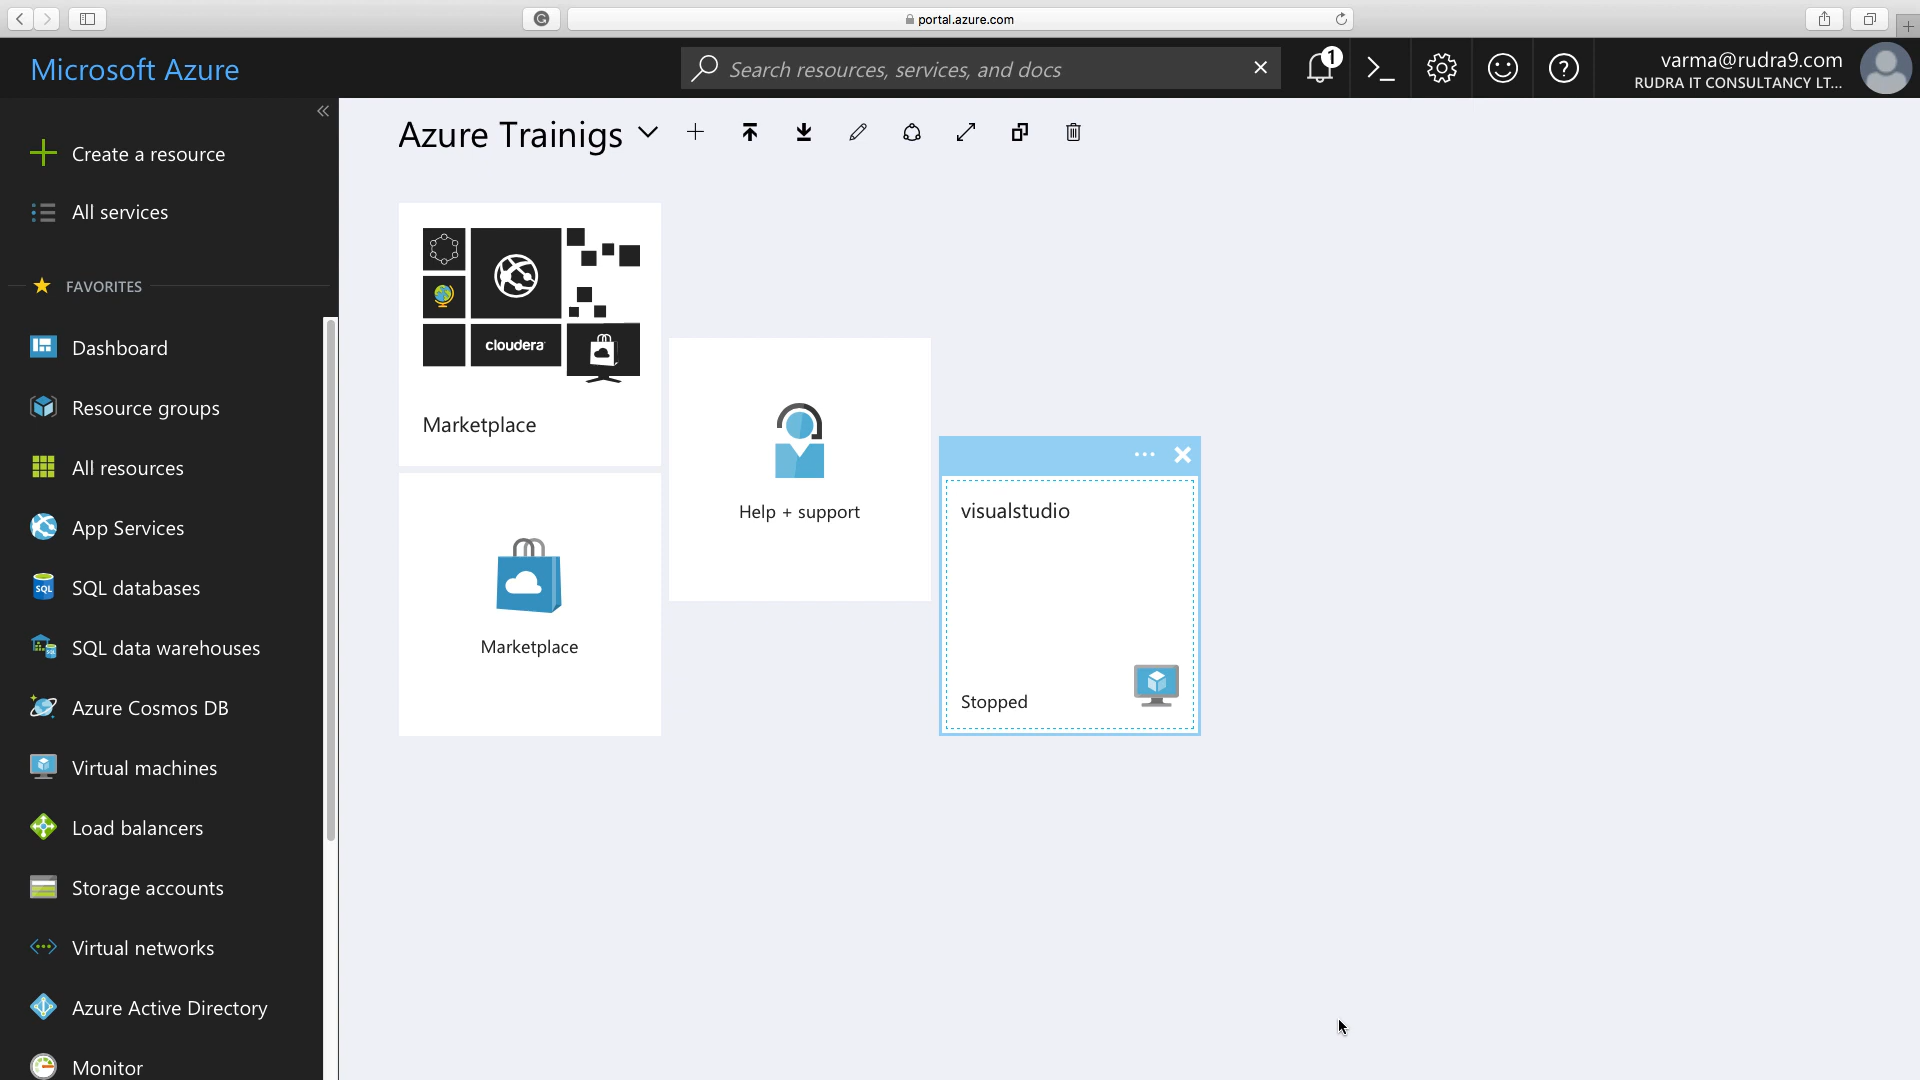 portal.azure.com
Microsoft Azure
Search resources, services, and docs
1
varma@rudra9.com
RUDRA IT CONSULTANCY LT...
Create a resource
All services
FAVORITES
Dashboard
Resource groups
All resources
App Services
SQL
SQL databases
SQL data warehouses
Azure Cosmos DB
Virtual machines
Load balancers
Storage accounts
Virtual networks
Azure Active Directory
Monitor
Azure Trainigs
cloudera
Marketplace
Marketplace
Help + support
visualstudio
Stopped